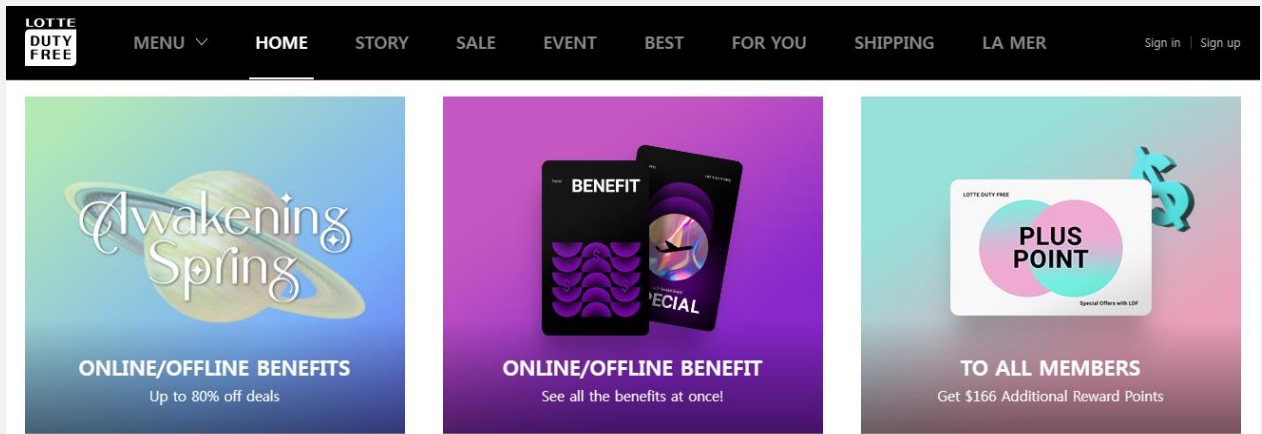 LOTTE
DUTY
FREE
MENU
HOME
STORY
SALE
EVENT
BEST
FOR YOU
SHIPPING
LA MER
Sign in
Sign up
Awakening
Spring
ONLINE/OFFLINE BENEFITS
Up to 80% off deals
BENEFIT
ONLINE/OFFLINE BENEFIT
See all the benefits at once!
LOTTE DUTY FREE
PLUS
POINT
Special Offers with LDF
TO ALL MEMBERS
Get $166 Additional Reward Points